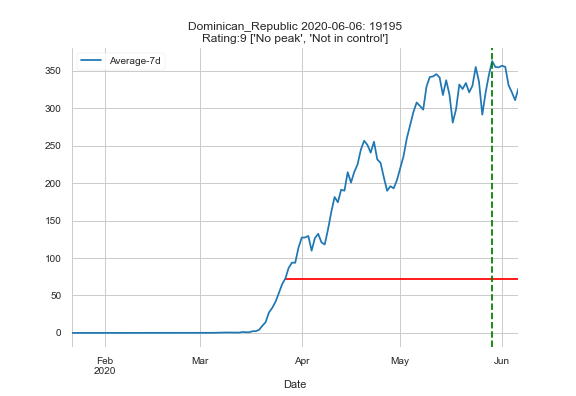 Dominican_Republic 2020-06-06: 19195
Rating:9 ['No peak', 'Not in control']
Average-7d
350
300
250
200
150
100
50
0
Feb
2020
Mar
Apr
May
Jun
Date